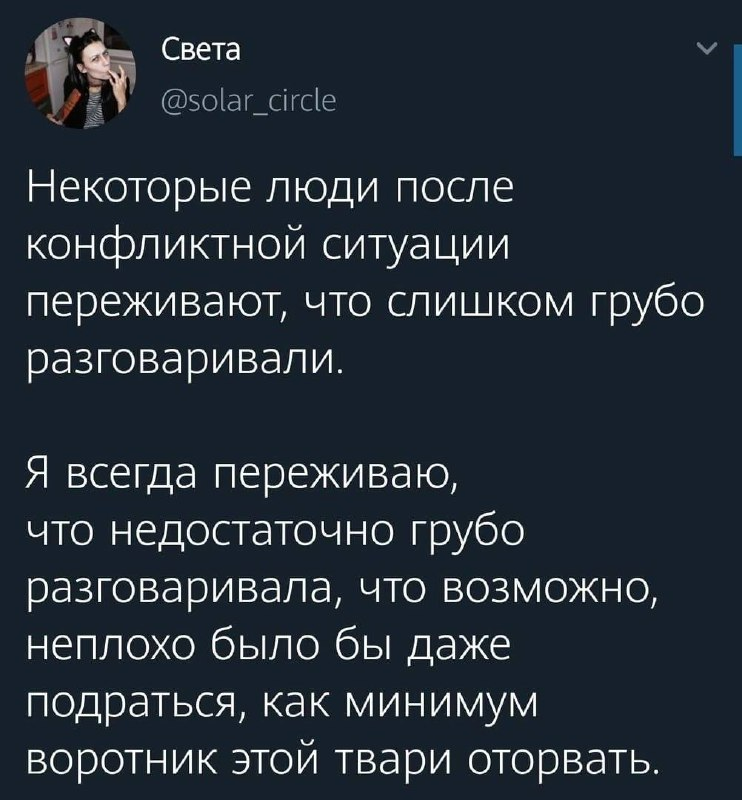 Света
@solar_circle
Некоторые люди после
конфликтной ситуации
переживают, что слишком грубо
разговаривали.
Я всегда переживаю,
что недостаточно грубо
разговаривала, что возможно,
неплохо было бы даже
подраться, как минимум
воротник этой твари оторвать.